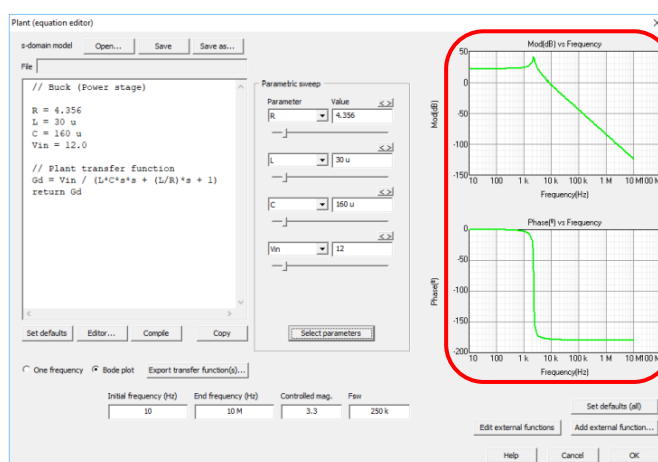 Plant (equation editor)
s-domain model Open... Save Save as...
File
// Buck (Power stage)
R = 4.356
L = 30 u
C = 160 u
Vin = 12.0
// Plant transfer function
Gd = Vin / (L*C*s*s + (L/R)*s + 1)
return Gd
Set defaults Editor... Compile Copy
Parametric sweep
Parameter Value <>
R 4.356
<>
L 30 u
<>
C 160 u
<>
Vin 12
Select parameters
One frequency Bode plot Export transfer function(s)...
Initial frequency (Hz) End frequency (Hz) Controlled mag. Fsw
10 10 M 3.3 250 k
Mod(dB) vs Frequency
Mod(dB)
100
50
0
-50
-100
-150
10 100 1 k 10 k 100 k 1 M 10 M 100 M
Frequency(Hz)
Phase(º) vs Frequency
Phase(º)
0
-50
-100
-150
-200
10 100 1 k 10 k 100 k 1 M 10 M 100 M
Frequency(Hz)
Set defaults (all)
Edit external functions Add external function...
Help Cancel OK